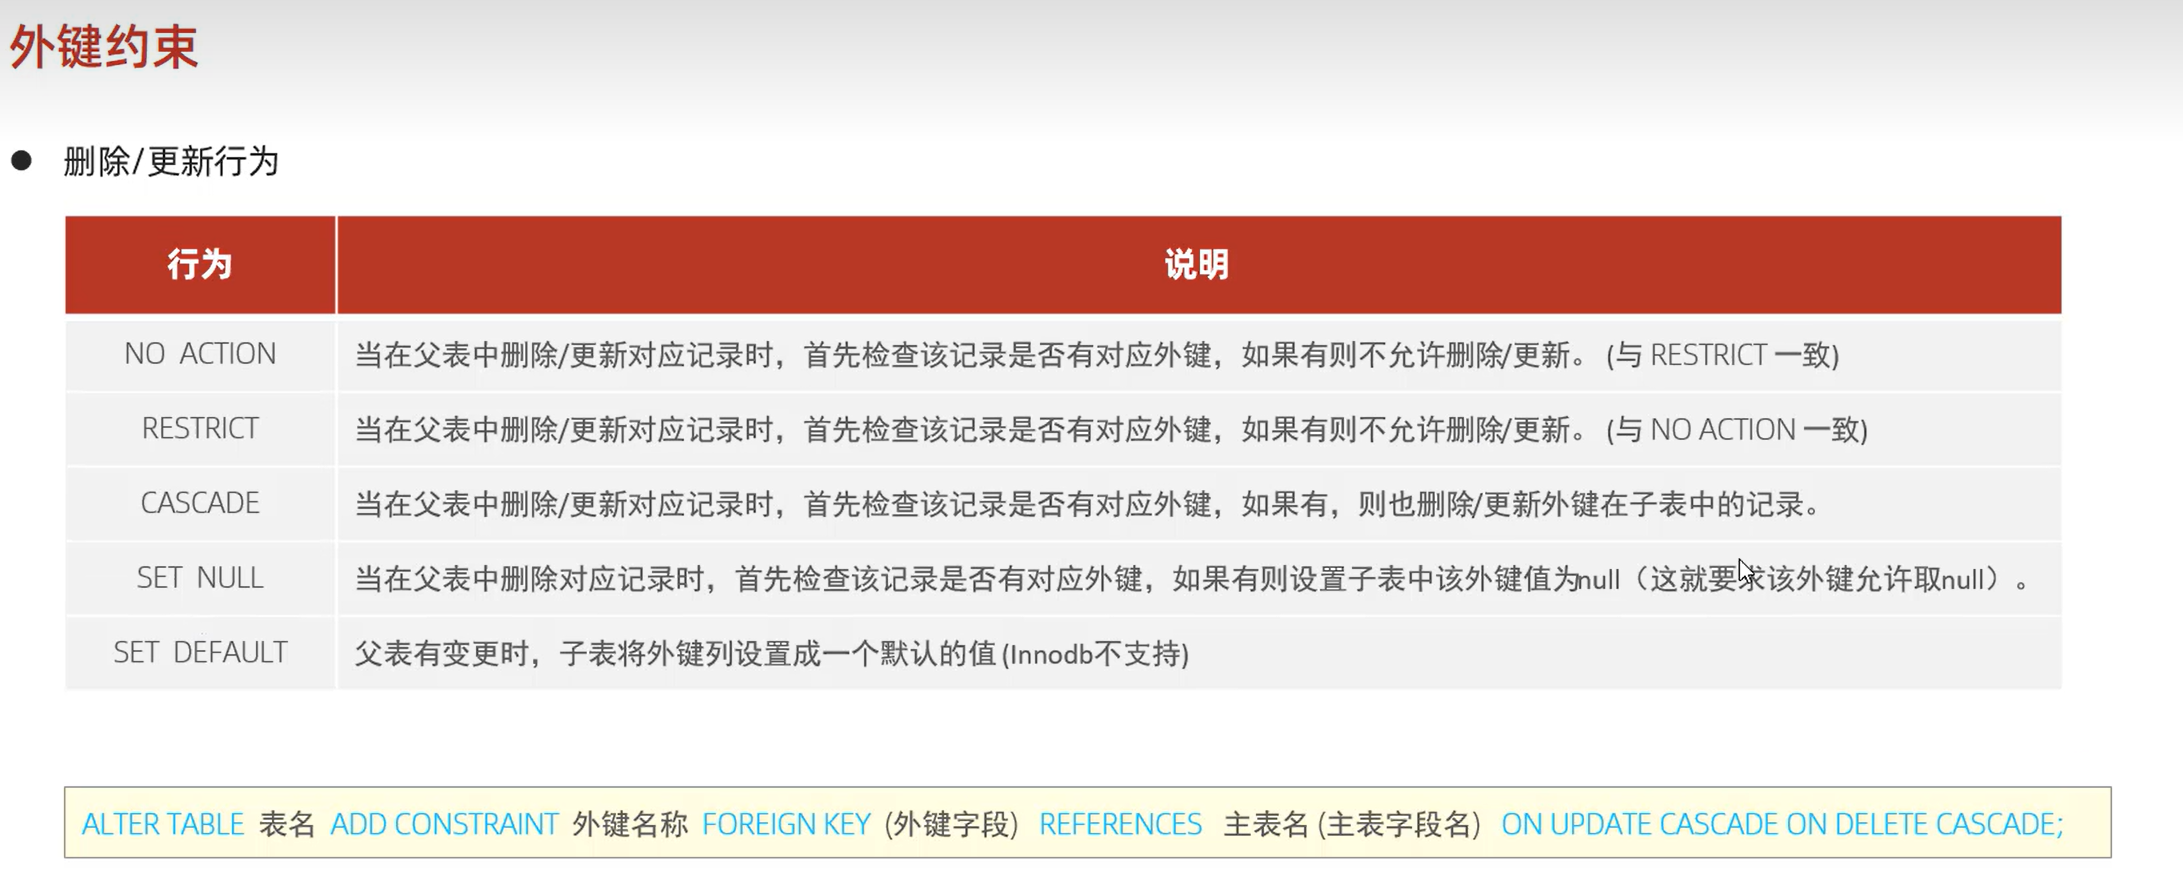 外键约束
● 删除/更新行为
行为 说明
NO ACTION 当在父表中删除/更新对应记录时，首先检查该记录是否有对应外键，如果有则不允许删除/更新。 (与 RESTRICT 一致)
RESTRICT 当在父表中删除/更新对应记录时，首先检查该记录是否有对应外键，如果有则不允许删除/更新。 (与 NO ACTION 一致)
CASCADE 当在父表中删除/更新对应记录时，首先检查该记录是否有对应外键，如果有，则也删除/更新外键在子表中的记录。
SET NULL 当在父表中删除对应记录时，首先检查该记录是否有对应外键，如果有则设置子表中该外键值为null（这就要求该外键允许取null）。
SET DEFAULT 父表有变更时，子表将外键列设置成一个默认的值 (Innodb不支持)
ALTER TABLE 表名 ADD CONSTRAINT 外键名称 FOREIGN KEY (外键字段) REFERENCES 主表名 (主表字段名) ON UPDATE CASCADE ON DELETE CASCADE;